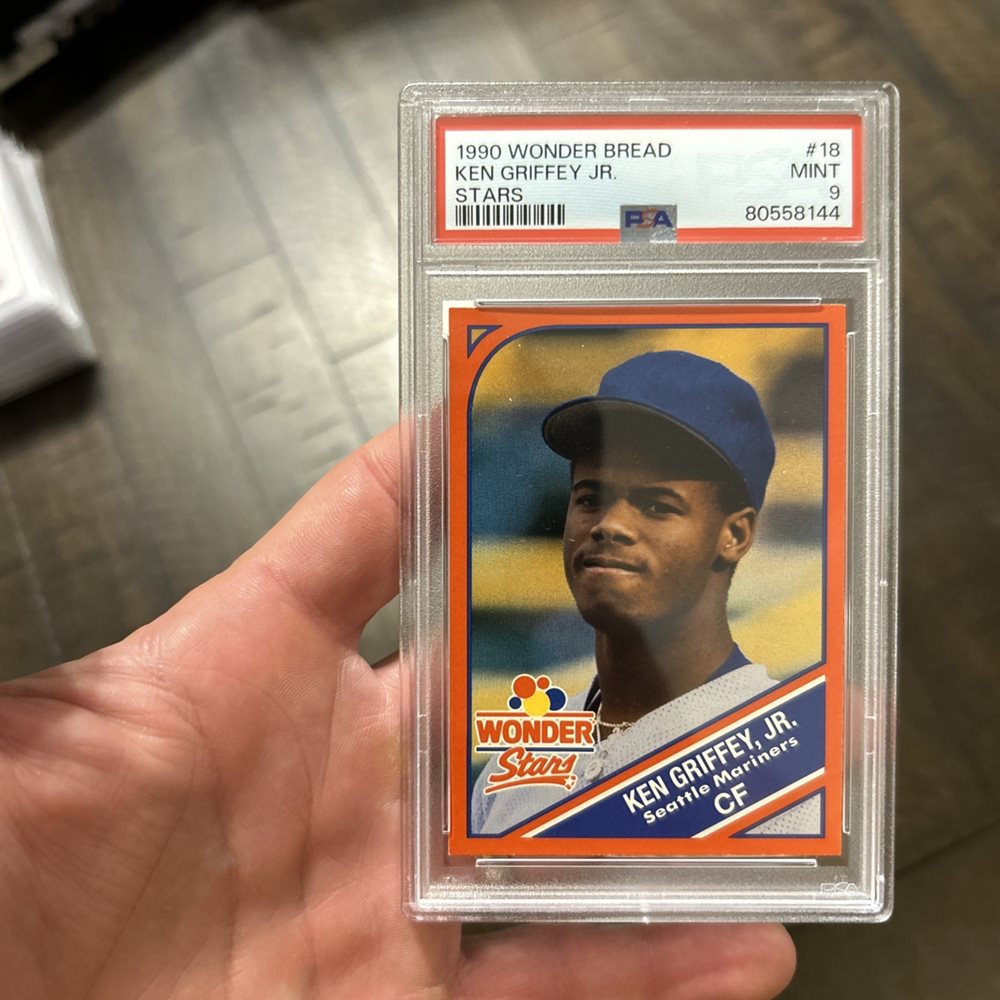 1990 WONDER BREAD #18
KEN GRIFFEY JR. MINT
STARS 9
PSA 80558144
WONDER
Stars
KEN GRIFFEY, JR.
Seattle Mariners
CF
PSA